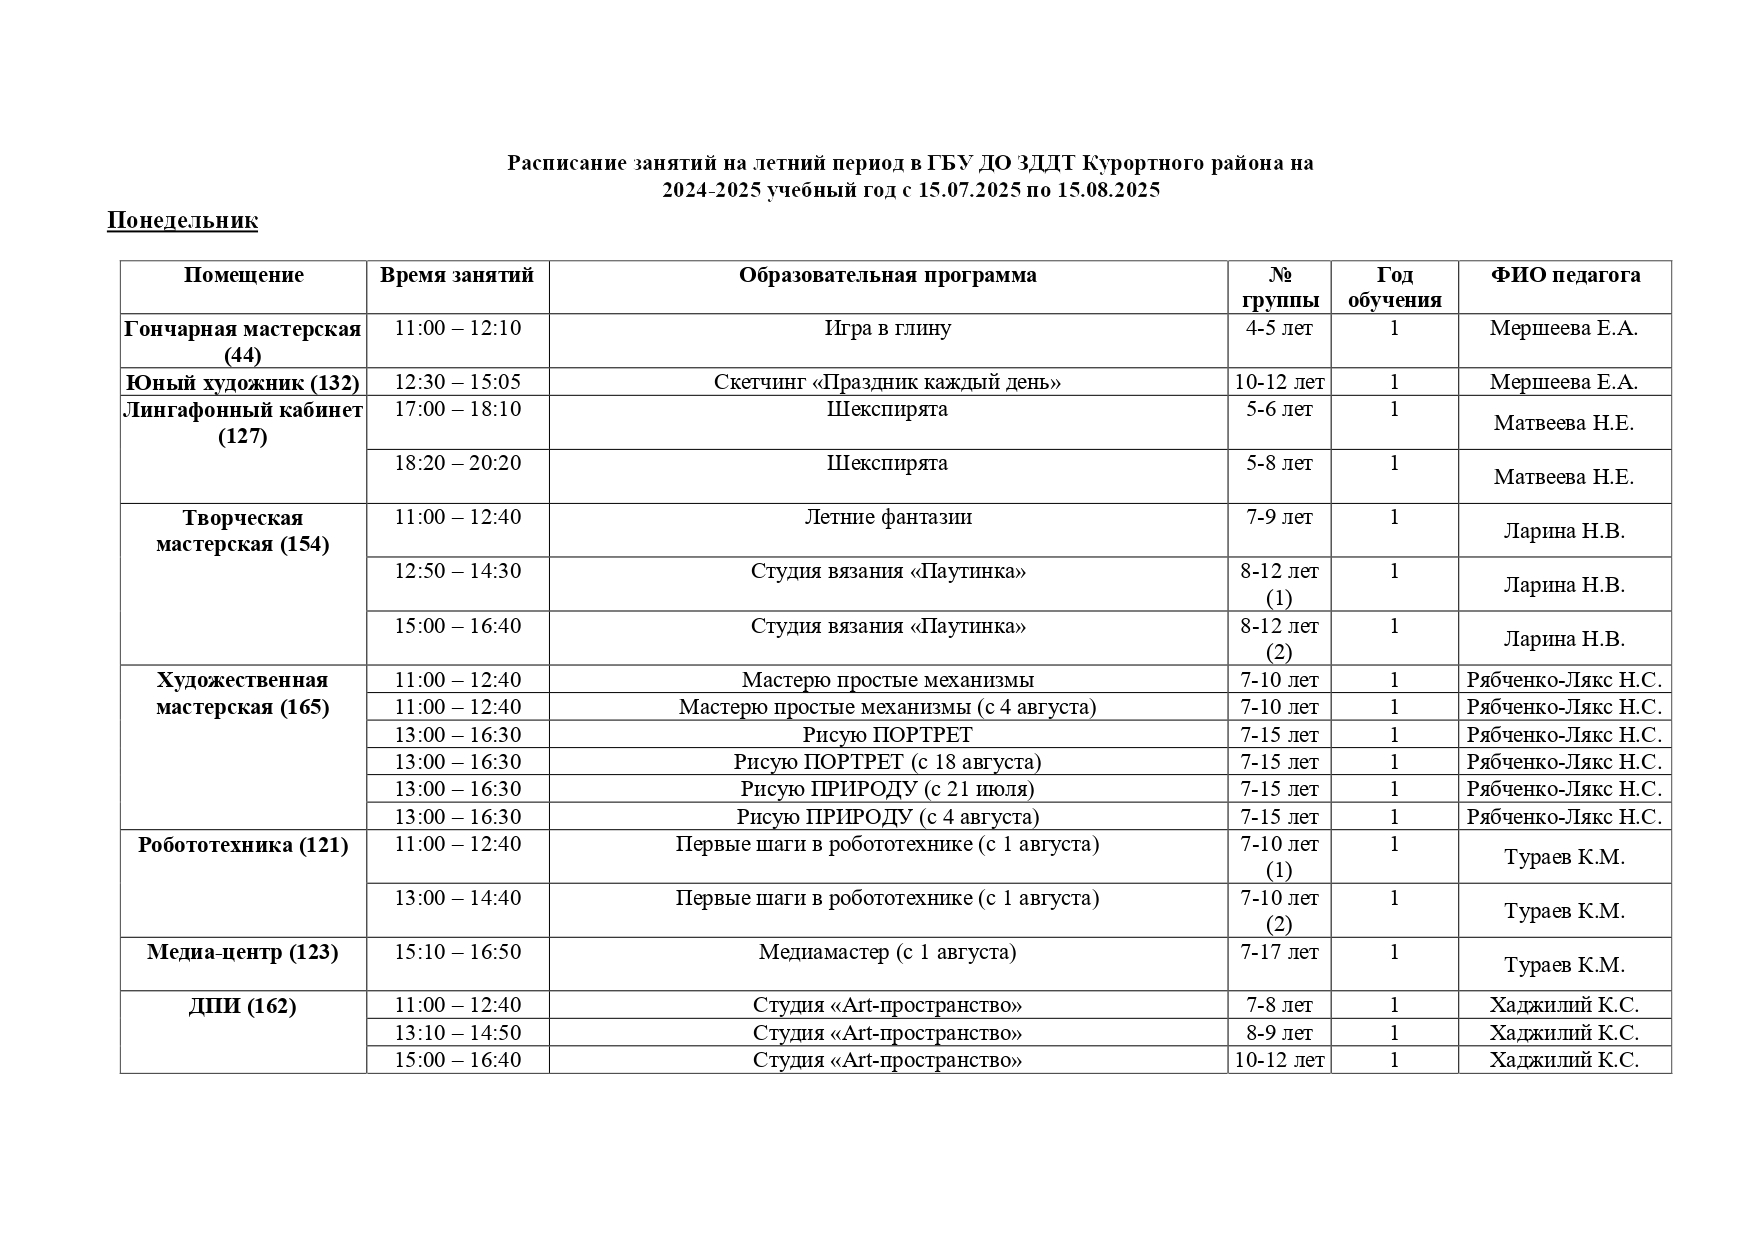 Расписание занятий на летний период в ГБУ ДО ЗДДТ Курортного района на
2024-2025 учебный год с 15.07.2025 по 15.08.2025
Понедельник
Помещение Время занятий Образовательная программа № группы Год обучения ФИО педагога
Гончарная мастерская (44) 11:00 – 12:10 Игра в глину 4-5 лет 1 Мершеева Е.А.
Юный художник (132) 12:30 – 15:05 Скетчинг «Праздник каждый день» 10-12 лет 1 Мершеева Е.А.
Лингафонный кабинет (127) 17:00 – 18:10 Шекспирята 5-6 лет 1 Матвеева Н.Е.
18:20 – 20:20 Шекспирята 5-8 лет 1 Матвеева Н.Е.
Творческая мастерская (154) 11:00 – 12:40 Летние фантазии 7-9 лет 1 Ларина Н.В.
12:50 – 14:30 Студия вязания «Паутинка» 8-12 лет (1) 1 Ларина Н.В.
15:00 – 16:40 Студия вязания «Паутинка» 8-12 лет (2) 1 Ларина Н.В.
Художественная мастерская (165) 11:00 – 12:40 Мастерю простые механизмы 7-10 лет 1 Рябченко-Лякс Н.С.
11:00 – 12:40 Мастерю простые механизмы (с 4 августа) 7-10 лет 1 Рябченко-Лякс Н.С.
13:00 – 16:30 Рисую ПОРТРЕТ 7-15 лет 1 Рябченко-Лякс Н.С.
13:00 – 16:30 Рисую ПОРТРЕТ (с 18 августа) 7-15 лет 1 Рябченко-Лякс Н.С.
13:00 – 16:30 Рисую ПРИРОДУ (с 21 июля) 7-15 лет 1 Рябченко-Лякс Н.С.
13:00 – 16:30 Рисую ПРИРОДУ (с 4 августа) 7-15 лет 1 Рябченко-Лякс Н.С.
Робототехника (121) 11:00 – 12:40 Первые шаги в робототехнике (с 1 августа) 7-10 лет (1) 1 Тураев К.М.
13:00 – 14:40 Первые шаги в робототехнике (с 1 августа) 7-10 лет (2) 1 Тураев К.М.
Медиа-центр (123) 15:10 – 16:50 Медиамастер (с 1 августа) 7-17 лет 1 Тураев К.М.
ДПИ (162) 11:00 – 12:40 Студия «Art-пространство» 7-8 лет 1 Хаджилий К.С.
13:10 – 14:50 Студия «Art-пространство» 8-9 лет 1 Хаджилий К.С.
15:00 – 16:40 Студия «Art-пространство» 10-12 лет 1 Хаджилий К.С.